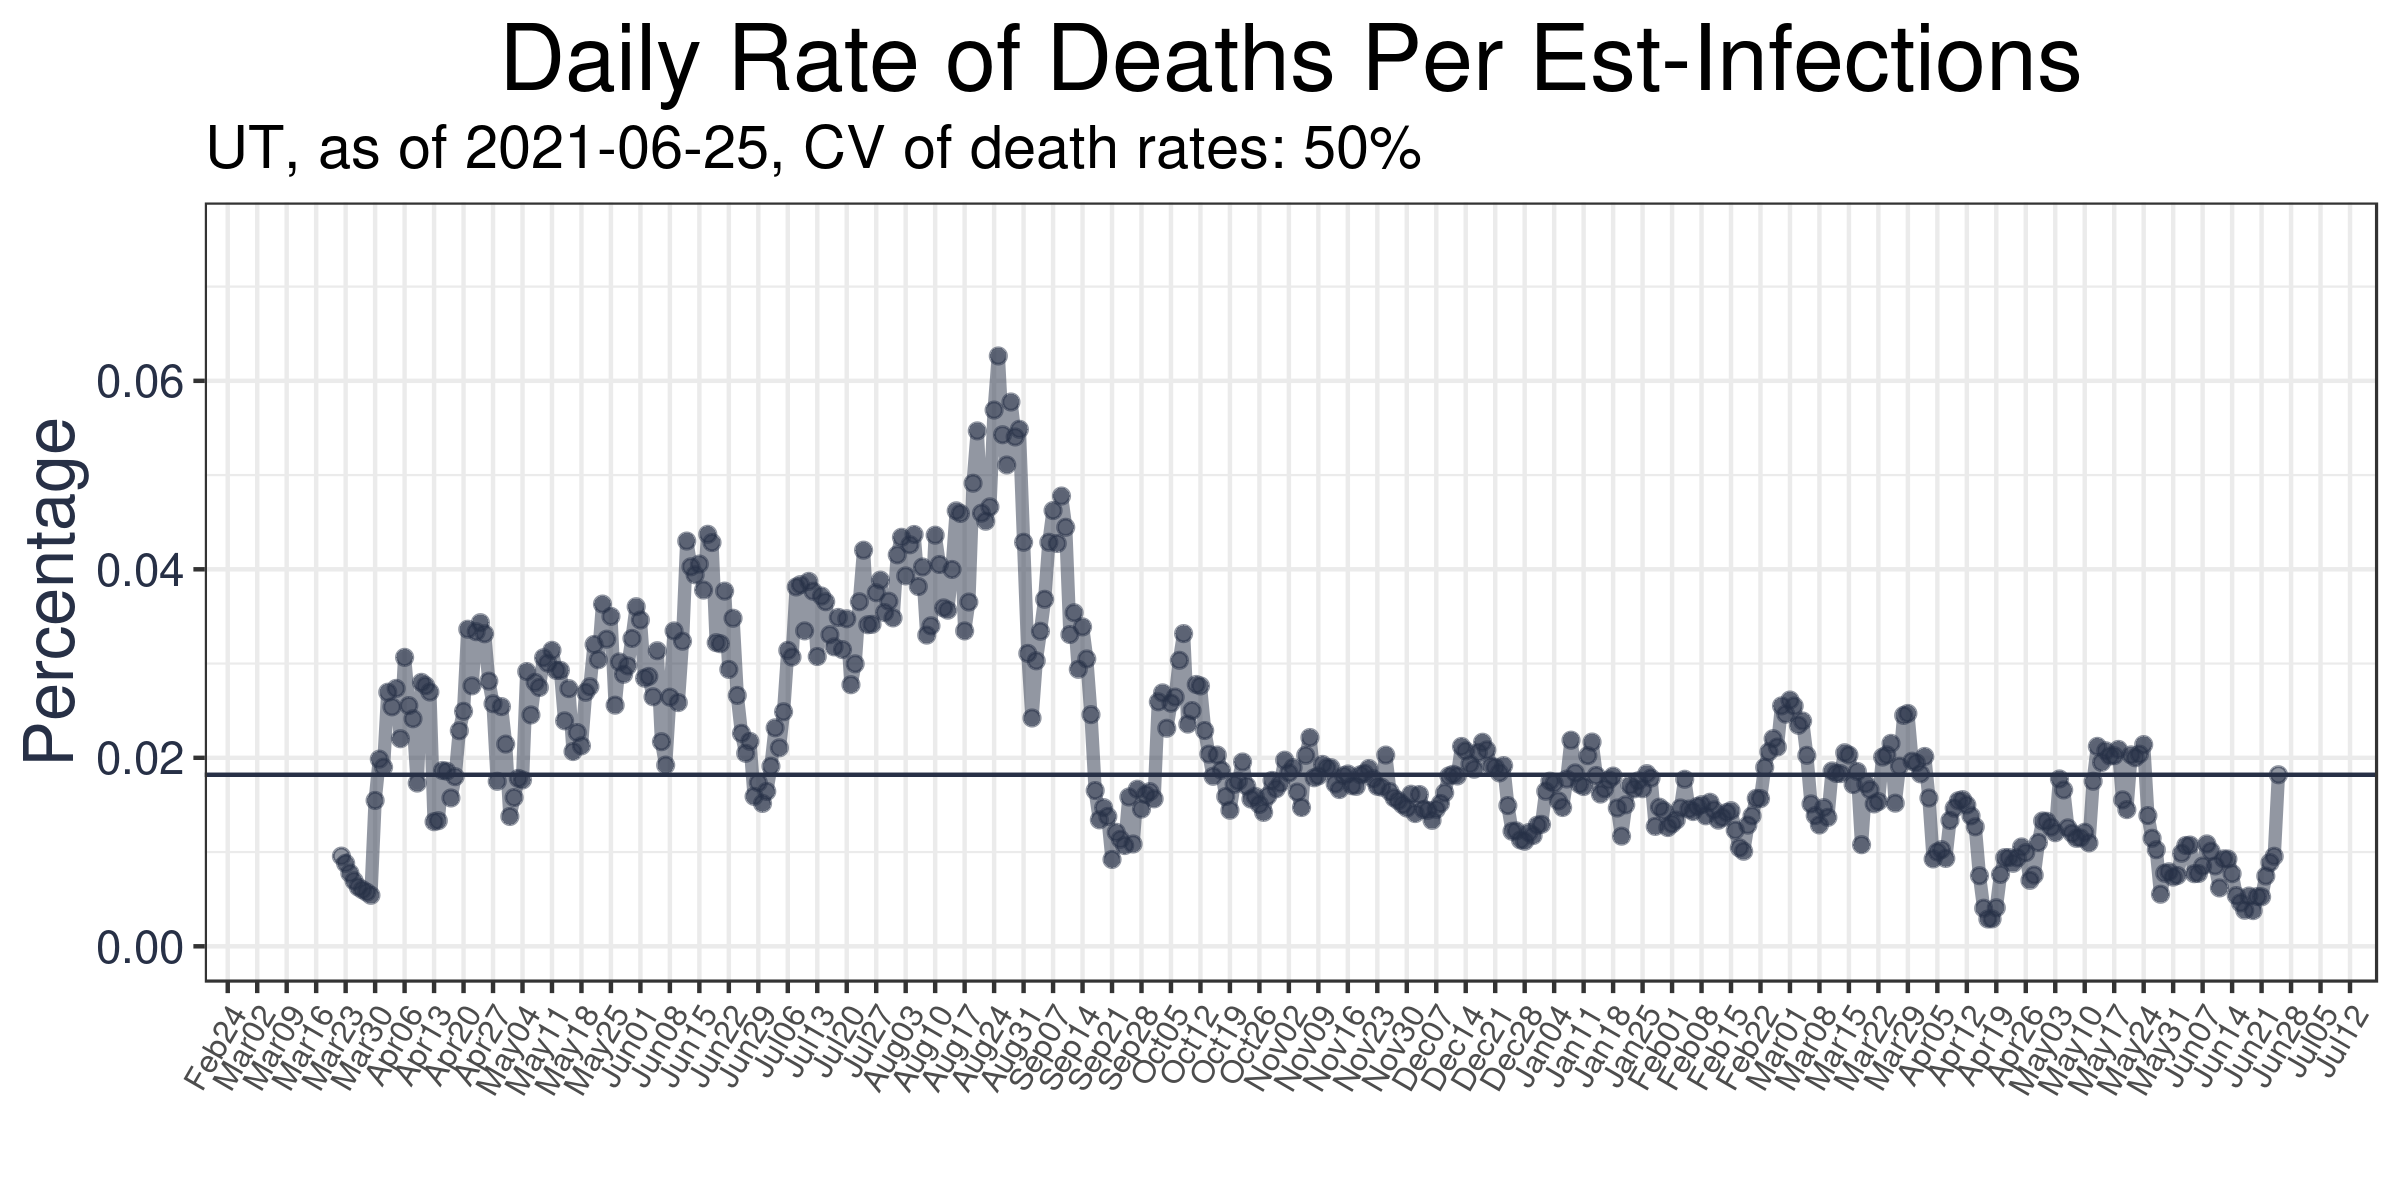 Daily Rate of Deaths Per Est-Infections
UT, as of 2021-06-25, CV of death rates: 50%
Percentage
0.06
0.04
0.02
0.00
Feb24 Mar02 Mar09 Mar16 Mar23 Mar30 Apr06 Apr13 Apr20 Apr27 May04 May11 May18 May25 Jun01 Jun08 Jun15 Jun22 Jun29 Jul06 Jul13 Jul20 Jul27 Aug03 Aug10 Aug17 Aug24 Aug31 Sep07 Sep14 Sep21 Sep28 Oct05 Oct12 Oct19 Oct26 Nov02 Nov09 Nov16 Nov23 Nov30 Dec07 Dec14 Dec21 Dec28 Jan04 Jan11 Jan18 Jan25 Feb01 Feb08 Feb15 Feb22 Mar01 Mar08 Mar15 Mar22 Mar29 Apr05 Apr12 Apr19 Apr26 May03 May10 May17 May24 May31 Jun07 Jun14 Jun21 Jun28 Jul05 Jul12